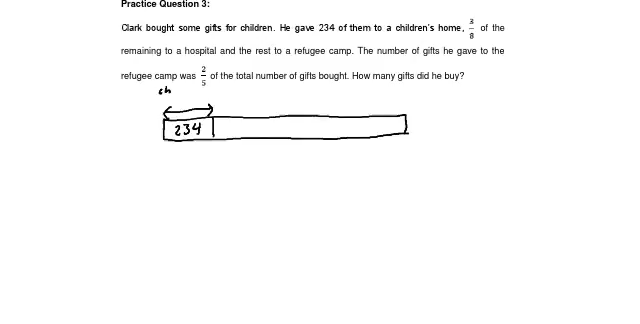 Practice Question 3:
Clark bought some gifts for children. He gave 234 of them to a children's home, 3/8 of the
remaining to a hospital and the rest to a refugee camp. The number of gifts he gave to the
refugee camp was 2/5 of the total number of gifts bought. How many gifts did he buy?
ch
234